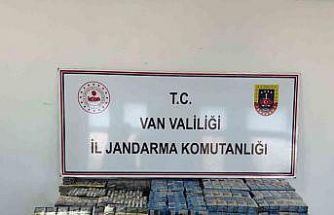 T.C.
VAN VALİLİĞİ
İL JANDARMA KOMUTANLIĞI